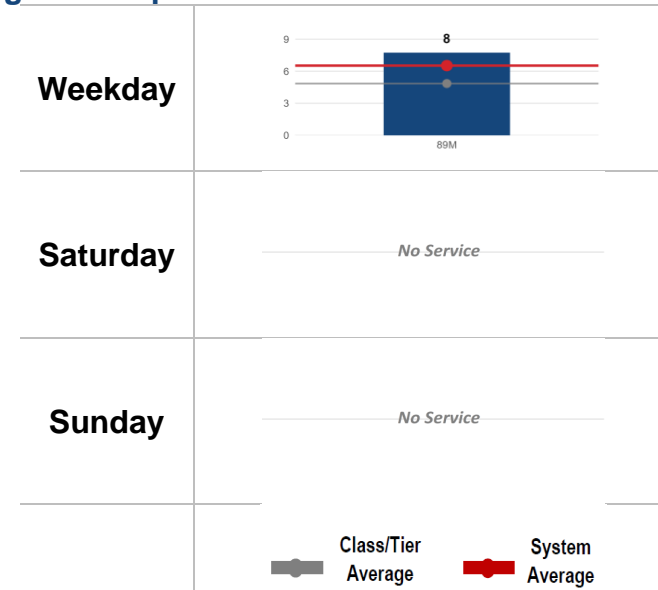 Weekday
9
8
6
3
0
89M
Saturday
No Service
Sunday
No Service
Class/Tier
Average
System
Average